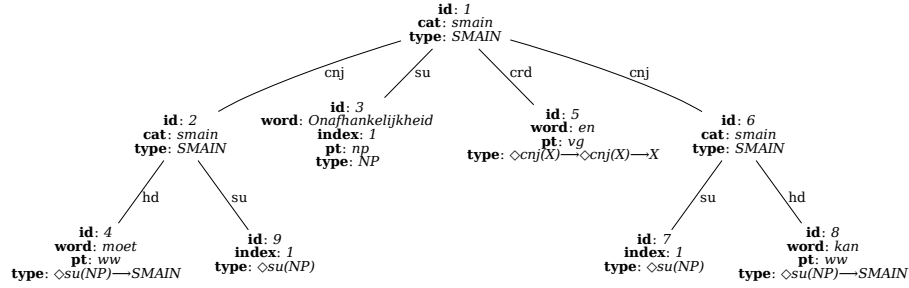 id: 1
cat: smain
type: SMAIN
cnj
su
crd
cnj
id: 2
cat: smain
type: SMAIN
id: 3
word: Onafhankelijkheid
index: 1
pt: np
type: NP
id: 5
word: en
pt: vg
type: ◇cnj(X)⟶◇cnj(X)⟶X
id: 6
cat: smain
type: SMAIN
hd
su
su
hd
id: 4
word: moet
pt: ww
type: ◇su(NP)⟶SMAIN
id: 9
index: 1
type: ◇su(NP)
id: 7
index: 1
type: ◇su(NP)
id: 8
word: kan
pt: ww
type: ◇su(NP)⟶SMAIN